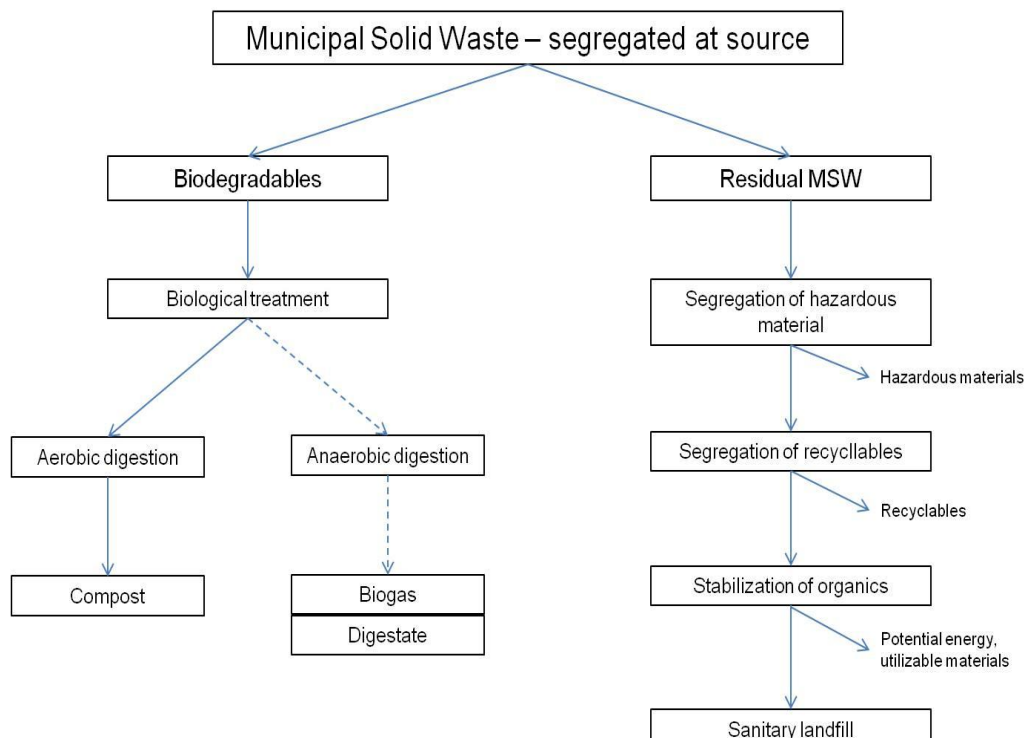 Municipal Solid Waste – segregated at source
Biodegradables
Residual MSW
Biological treatment
Segregation of hazardous
material
Hazardous materials
Aerobic digestion
Anaerobic digestion
Segregation of recycllables
Recyclables
Compost
Biogas
Digestate
Stabilization of organics
Potential energy,
utilizable materials
Sanitary landfill